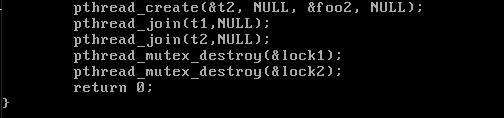 pthread_create(&t2, NULL, &foo2, NULL);
pthread_join(t1,NULL);
pthread_join(t2,NULL);
pthread_mutex_destroy(&lock1);
pthread_mutex_destroy(&lock2);
return 0;
}